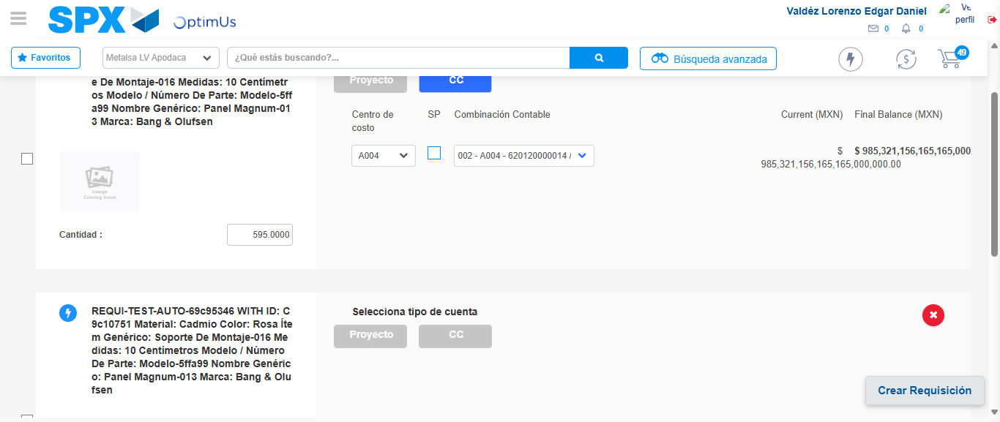 SPX
OptimUs
Valdéz Lorenzo Edgar Daniel
0
0
perfil
Favoritos
Metalsa LV Apodaca
¿Qué estás buscando?...
Búsqueda avanzada
49
e De Montaje-016 Medidas: 10 Centímetr
os Modelo / Número De Parte: Modelo-5ff
a99 Nombre Genérico: Panel Magnum-01
3 Marca: Bang & Olufsen
Image
Coming Soon
Cantidad :
595.0000
Proyecto
CC
Centro de
costo
SP
Combinación Contable
Current (MXN)
Final Balance (MXN)
A004
002 - A004 - 620120000014 /
$
985,321,156,165,165,000,000.00
$ 985,321,156,165,165,000
REQUI-TEST-AUTO-69c95346 WITH ID: C
9c10751 Material: Cadmio Color: Rosa Íte
m Genérico: Soporte De Montaje-016 Me
didas: 10 Centímetros Modelo / Número
De Parte: Modelo-5ffa99 Nombre Genéric
o: Panel Magnum-013 Marca: Bang & Olu
fsen
Selecciona tipo de cuenta
Proyecto
CC
Crear Requisición